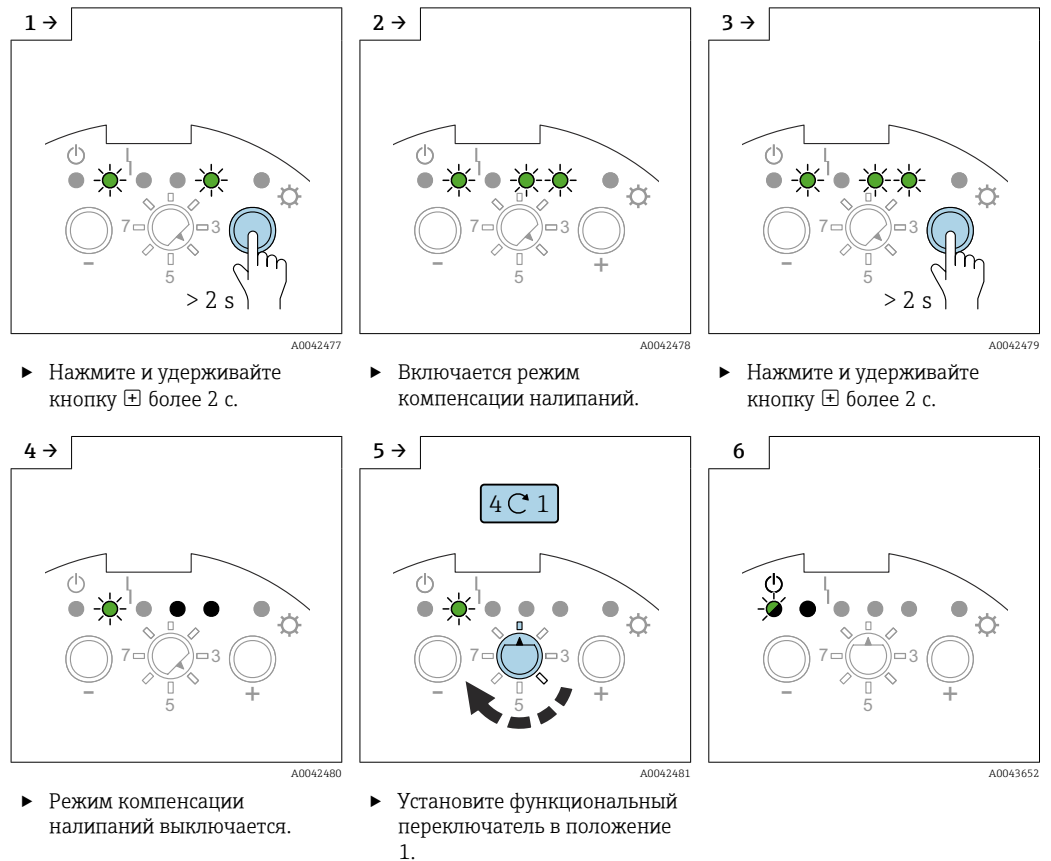 1 →
2 →
3 →
7
3
5
-
> 2 s
7
3
5
-
+
7
3
5
-
> 2 s
A0042477
A0042478
A0042479
▶ Нажмите и удерживайте
кнопку ⊞ более 2 с.
▶ Включается режим
компенсации налипаний.
▶ Нажмите и удерживайте
кнопку ⊞ более 2 с.
4 →
5 →
6
4 1
7
3
5
-
+
7
3
5
-
+
7
3
5
-
+
A0042480
A0042481
A0043652
▶ Режим компенсации
налипаний выключается.
▶ Установите функциональный
переключатель в положение
1.